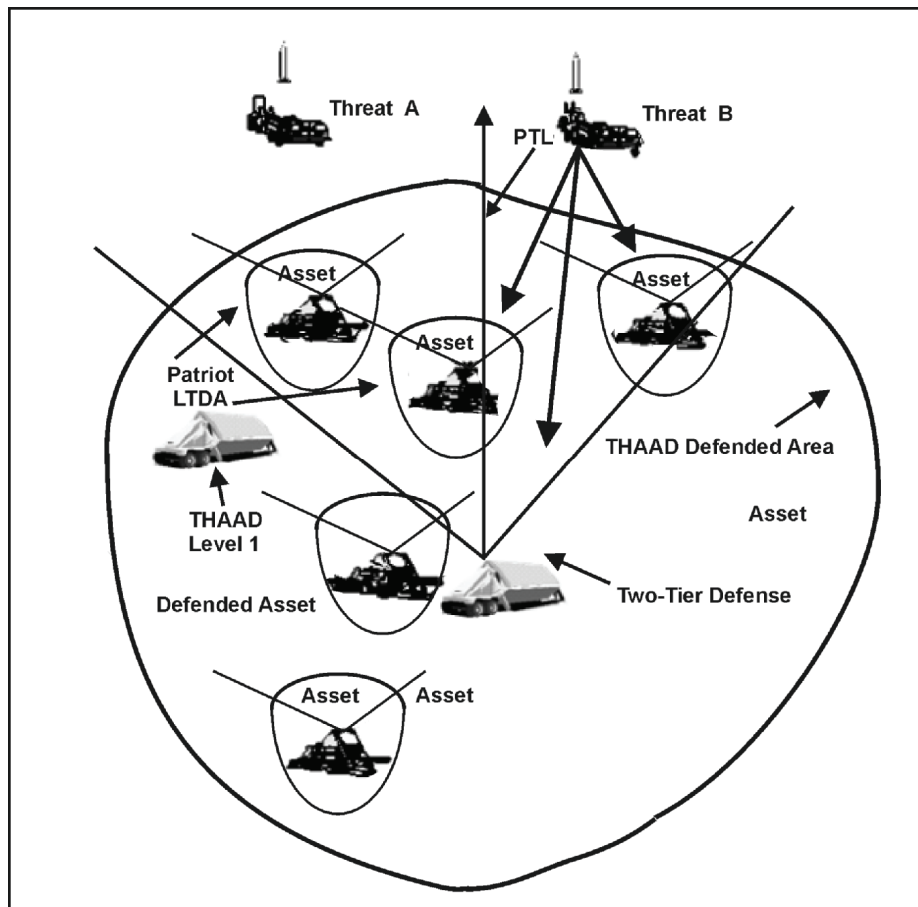 Threat A
Threat B
PTL
Asset
Asset
Asset
Patriot
LTDA
THAAD Defended Area
THAAD
Level 1
Asset
Defended Asset
Two-Tier Defense
Asset
Asset